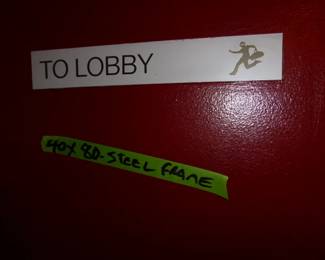 TO LOBBY
40X 80-STEEL FRAME